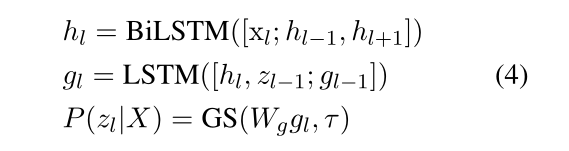 h_l = BiLSTM([x_l; h_{l-1}, h_{l+1}])
g_l = LSTM([h_l, z_{l-1}; g_{l-1}]) (4)
P(z_l|X) = GS(W_g g_l, τ)